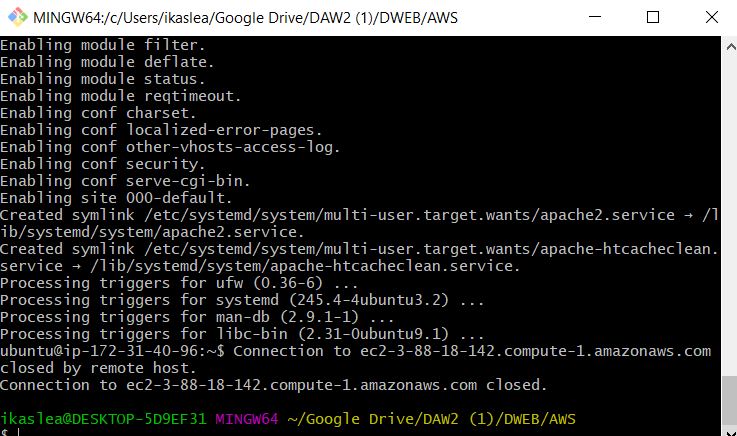 MINGW64:/c/Users/ikaslea/Google Drive/DAW2 (1)/DWEB/AWS
Enabling module filter.
Enabling module deflate.
Enabling module status.
Enabling module reqtimeout.
Enabling conf charset.
Enabling conf localized-error-pages.
Enabling conf other-vhosts-access-log.
Enabling conf security.
Enabling conf serve-cgi-bin.
Enabling site 000-default.
Created symlink /etc/systemd/system/multi-user.target.wants/apache2.service → /l
ib/systemd/system/apache2.service.
Created symlink /etc/systemd/system/multi-user.target.wants/apache-htcacheclean.
service → /lib/systemd/system/apache-htcacheclean.service.
Processing triggers for ufw (0.36-6) ...
Processing triggers for systemd (245.4-4ubuntu3.2) ...
Processing triggers for man-db (2.9.1-1) ...
Processing triggers for libc-bin (2.31-0ubuntu9.1) ...
ubuntu@ip-172-31-40-96:~$ Connection to ec2-3-88-18-142.compute-1.amazonaws.com
closed by remote host.
Connection to ec2-3-88-18-142.compute-1.amazonaws.com closed.
ikaslea@DESKTOP-5D9EF31 MINGW64 ~/Google Drive/DAW2 (1)/DWEB/AWS
$